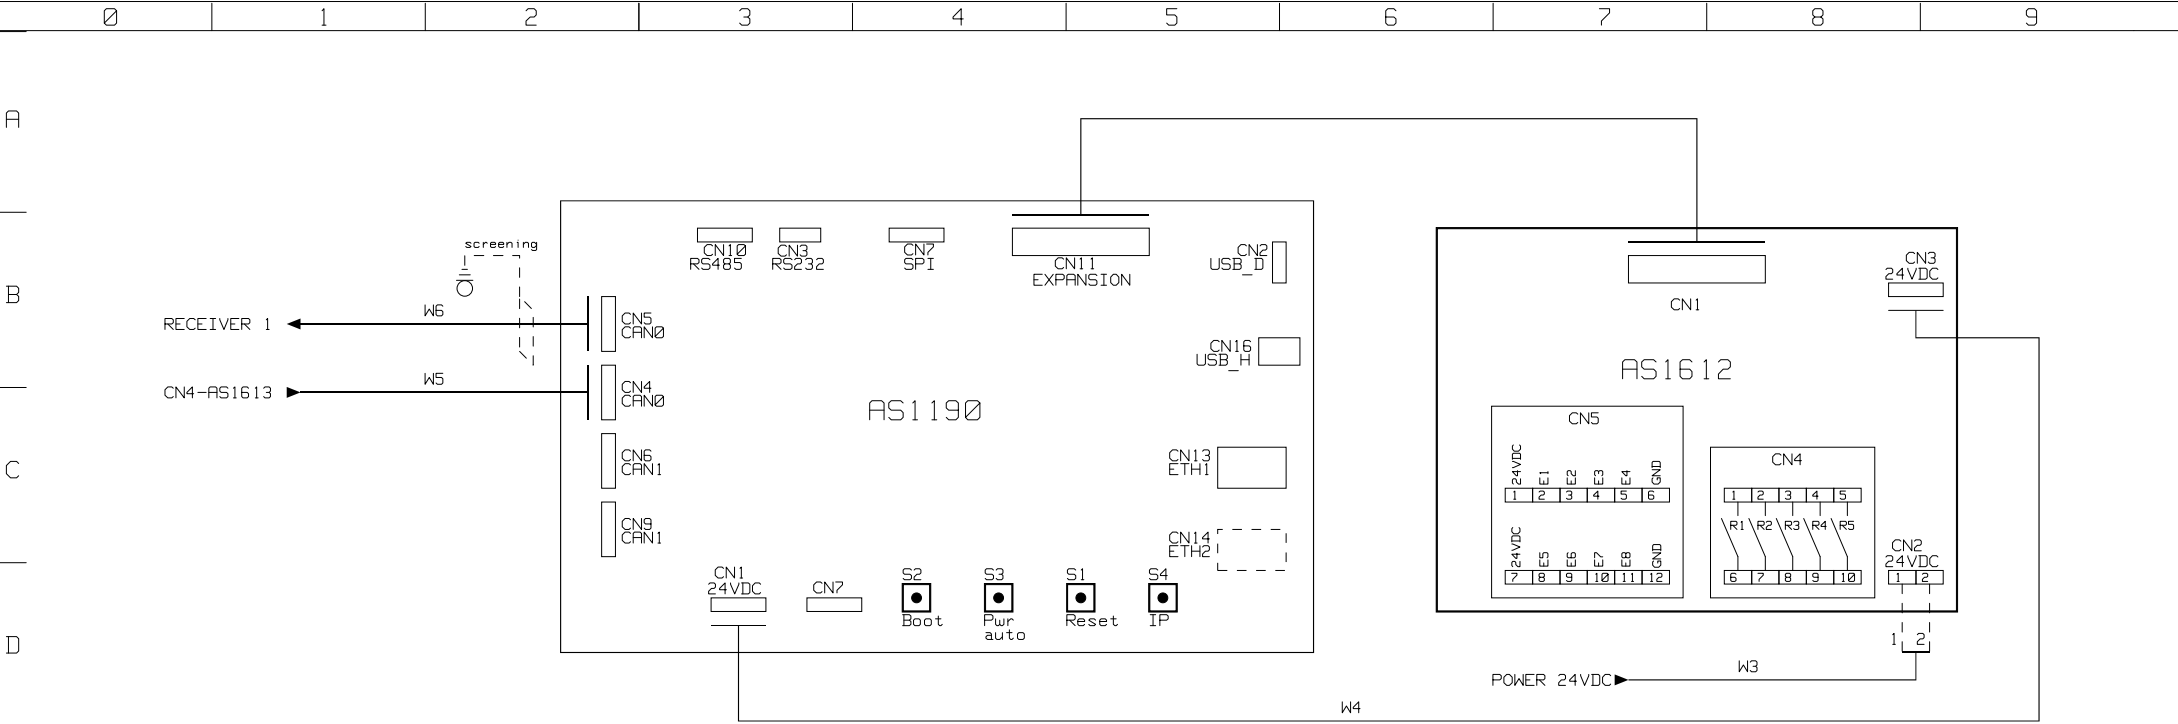 0 1 2 3 4 5 6 7 8 9
A
B
C
D
screening
RECEIVER 1
W6
CN4-AS1613
W5
CN10
RS485
CN3
RS232
CN7
SPI
CN11
EXPANSION
CN2
USB_D
CN5
CAN0
CN16
USB_H
CN4
CAN0
AS1190
CN6
CAN1
CN13
ETH1
CN9
CAN1
CN14
ETH2
CN1
24VDC
CN7
S2
Boot
S3
Pwr
auto
S1
Reset
S4
IP
CN1
CN3
24VDC
AS1612
CN5
24VDC E1 E2 E3 E4 GND
1 2 3 4 5 6
24VDC E5 E6 E7 E8 GND
7 8 9 10 11 12
CN4
1 2 3 4 5
R1 R2 R3 R4 R5
6 7 8 9 10
CN2
24VDC
1 2
1 2
POWER 24VDC
W3
W4